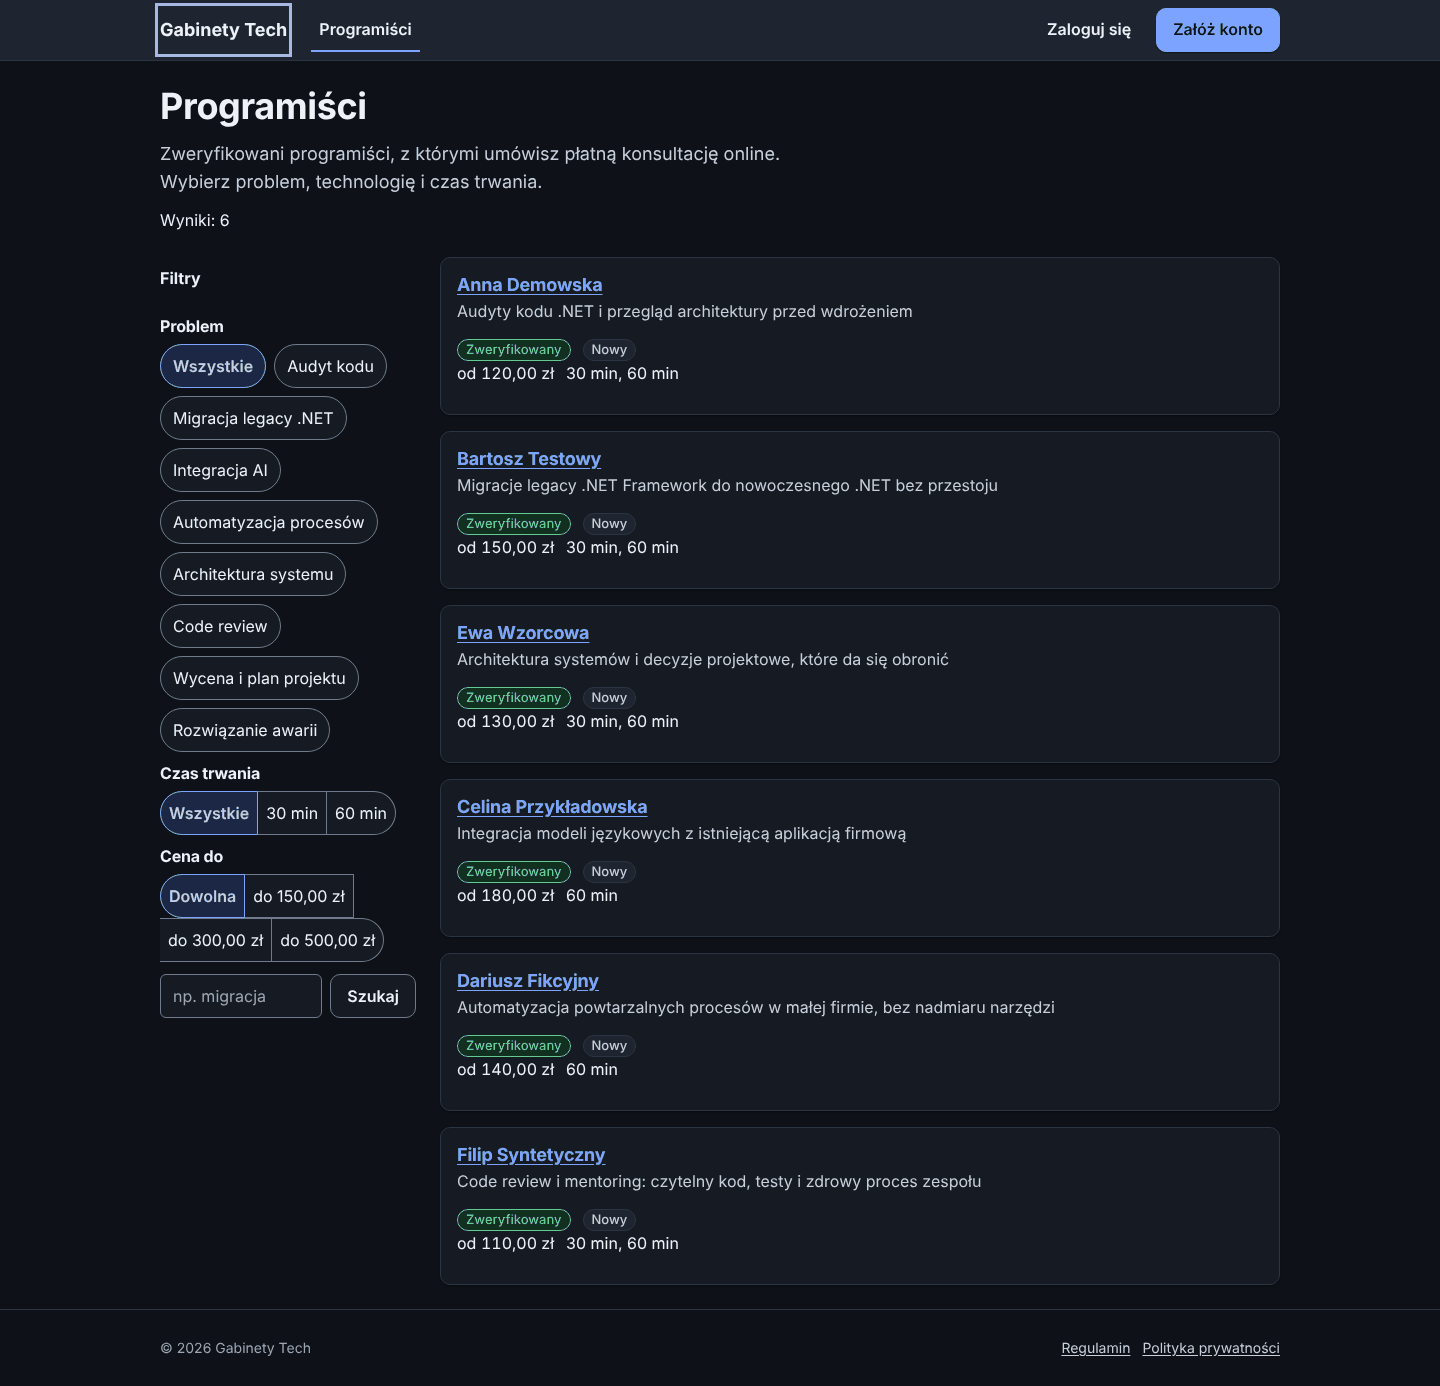 Gabinety Tech
Programiści
Zaloguj się
Załóż konto
Programiści
Zweryfikowani programiści, z którymi umówisz płatną konsultację online.
Wybierz problem, technologię i czas trwania.
Wyniki: 6
Filtry
Problem
Wszystkie
Audyt kodu
Migracja legacy .NET
Integracja AI
Automatyzacja procesów
Architektura systemu
Code review
Wycena i plan projektu
Rozwiązanie awarii
Czas trwania
Wszystkie
30 min
60 min
Cena do
Dowolna
do 150,00 zł
do 300,00 zł
do 500,00 zł
np. migracja
Szukaj
Anna Demowska
Audyty kodu .NET i przegląd architektury przed wdrożeniem
Zweryfikowany Nowy
od 120,00 zł 30 min, 60 min
Bartosz Testowy
Migracje legacy .NET Framework do nowoczesnego .NET bez przestoju
Zweryfikowany Nowy
od 150,00 zł 30 min, 60 min
Ewa Wzorcowa
Architektura systemów i decyzje projektowe, które da się obronić
Zweryfikowany Nowy
od 130,00 zł 30 min, 60 min
Celina Przykładowska
Integracja modeli językowych z istniejącą aplikacją firmową
Zweryfikowany Nowy
od 180,00 zł 60 min
Dariusz Fikcyjny
Automatyzacja powtarzalnych procesów w małej firmie, bez nadmiaru narzędzi
Zweryfikowany Nowy
od 140,00 zł 60 min
Filip Syntetyczny
Code review i mentoring: czytelny kod, testy i zdrowy proces zespołu
Zweryfikowany Nowy
od 110,00 zł 30 min, 60 min
© 2026 Gabinety Tech
Regulamin Polityka prywatności